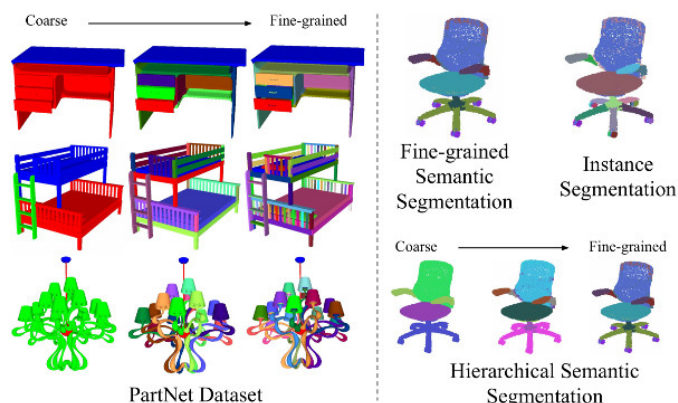 Coarse
Fine-grained
PartNet Dataset
Fine-grained
Semantic
Segmentation
Instance
Segmentation
Coarse
Fine-grained
Hierarchical Semantic
Segmentation